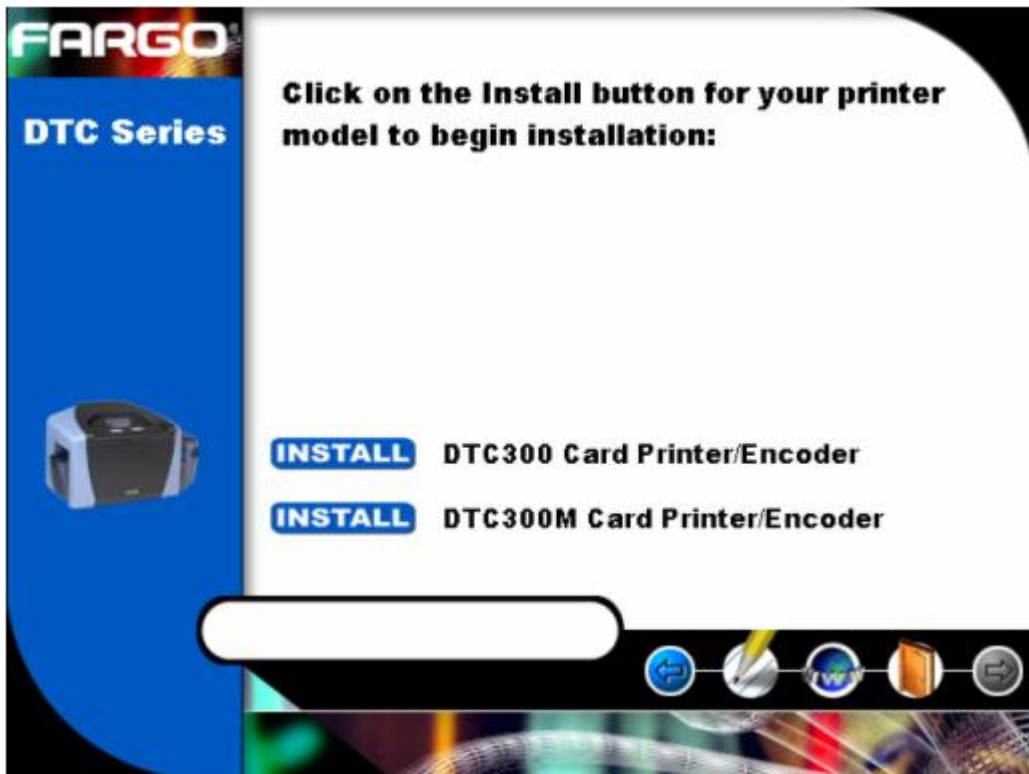 FARGO
DTC Series
Click on the Install button for your printer
model to begin installation:
INSTALL DTC300 Card Printer/Encoder
INSTALL DTC300M Card Printer/Encoder
W